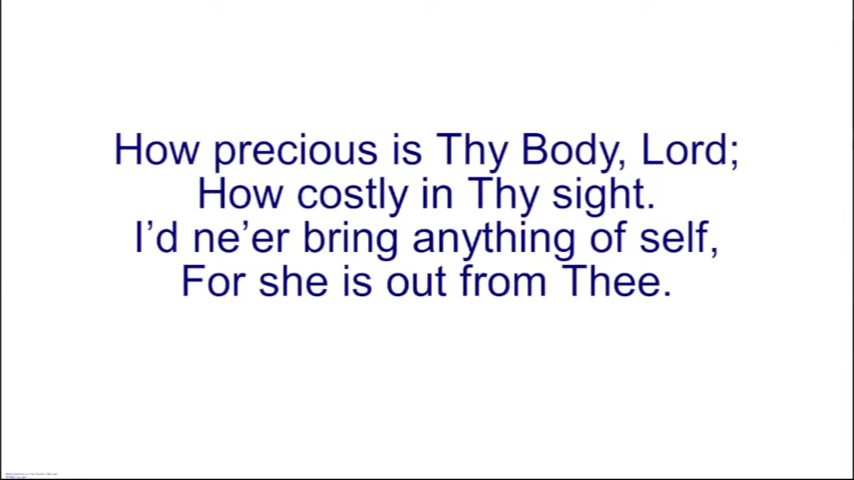 How precious is Thy Body, Lord;
How costly in Thy sight.
I’d ne’er bring anything of self,
For she is out from Thee.